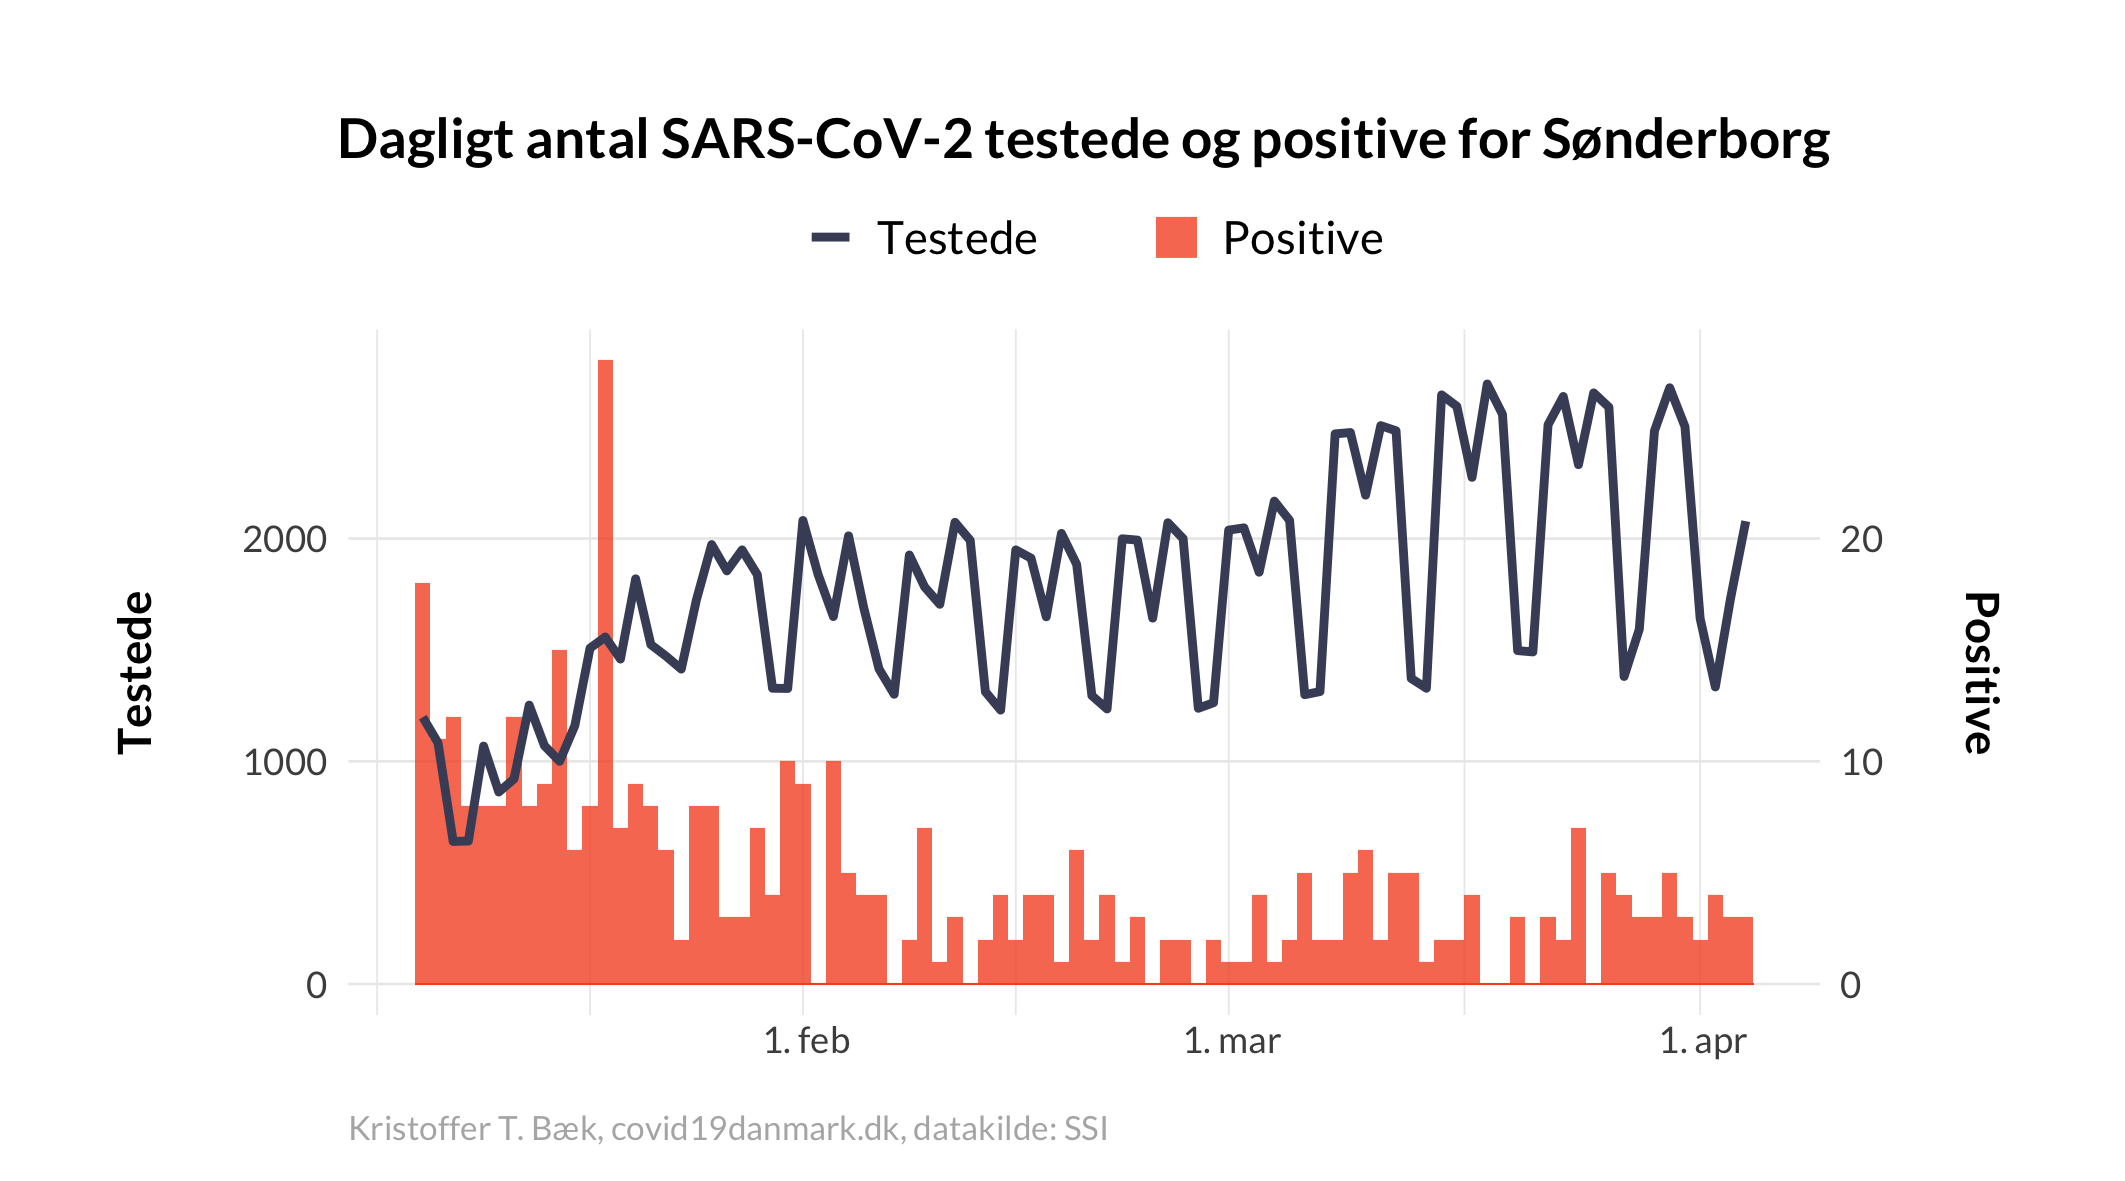 Dagligt antal SARS-CoV-2 testede og positive for Sønderborg
Testede
Positive
2000
1000
0
Testede
20
10
0
Positive
1. feb
1. mar
1. apr
Kristoffer T. Bæk, covid19danmark.dk, datakilde: SSI